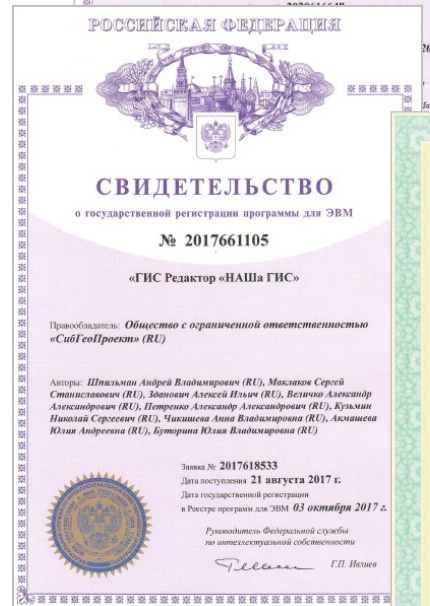 РОССИЙСКАЯ ФЕДЕРАЦИЯ
СВИДЕТЕЛЬСТВО
о государственной регистрации программы для ЭВМ
№ 2017661105
«ГИС Редактор «НАШа ГИС»
Правообладатель: Общество с ограниченной ответственностью
«СибГеоПроект» (RU)
Авторы: Штильман Андрей Владимирович (RU), Маклаков Сергей
Станиславович (RU), Зданович Алексей Ильич (RU), Величко Александр
Александрович (RU), Петренко Александр Александрович (RU), Кузьмин
Николай Сергеевич (RU), Чикишева Анна Владимировна (RU), Акмашева
Юлия Андреевна (RU), Буторина Юлия Владимировна (RU)
Заявка № 2017618533
Дата поступления 21 августа 2017 г.
Дата государственной регистрации
в Реестре программ для ЭВМ 03 октября 2017 г.
Руководитель Федеральной службы
по интеллектуальной собственности
Г.П. Ивлиев